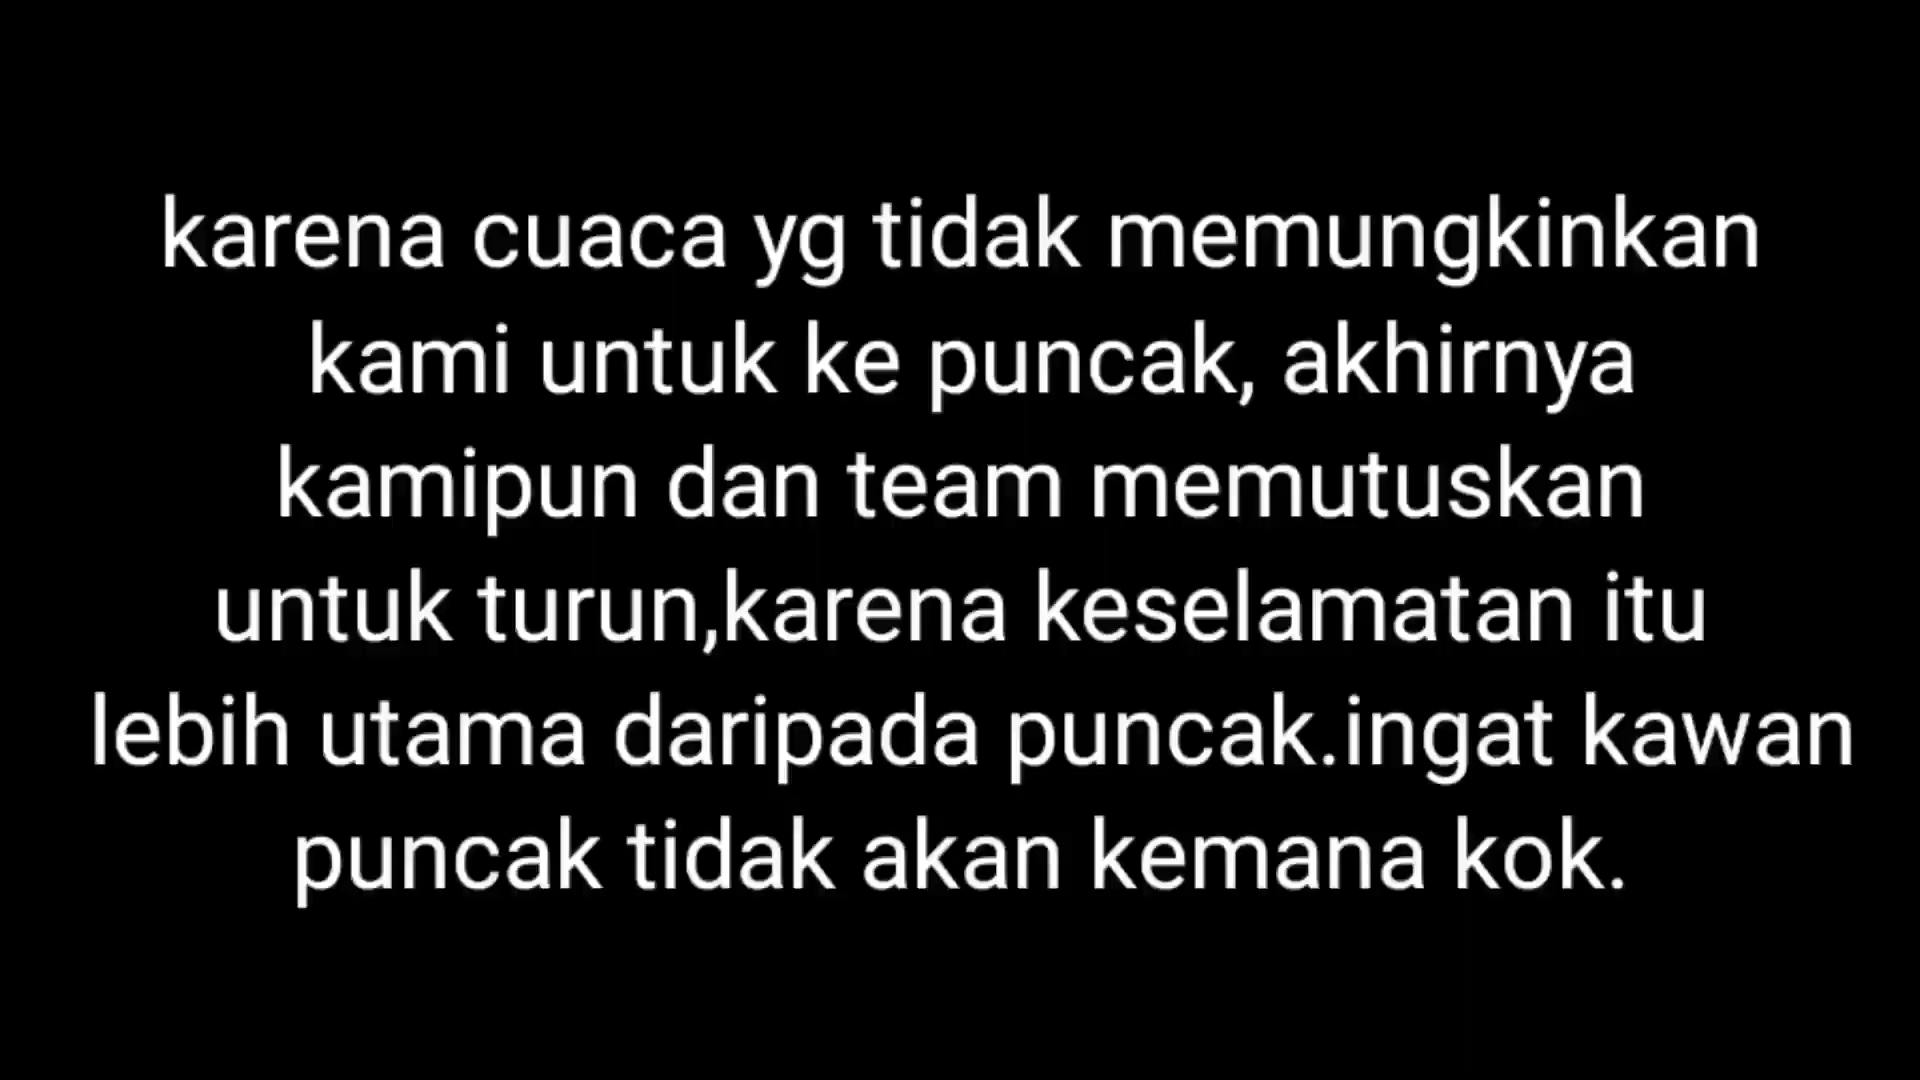 karena cuaca yg tidak memungkinkan
kami untuk ke puncak, akhirnya
kamipun dan team memutuskan
untuk turun,karena keselamatan itu
lebih utama daripada puncak.ingat kawan
puncak tidak akan kemana kok.